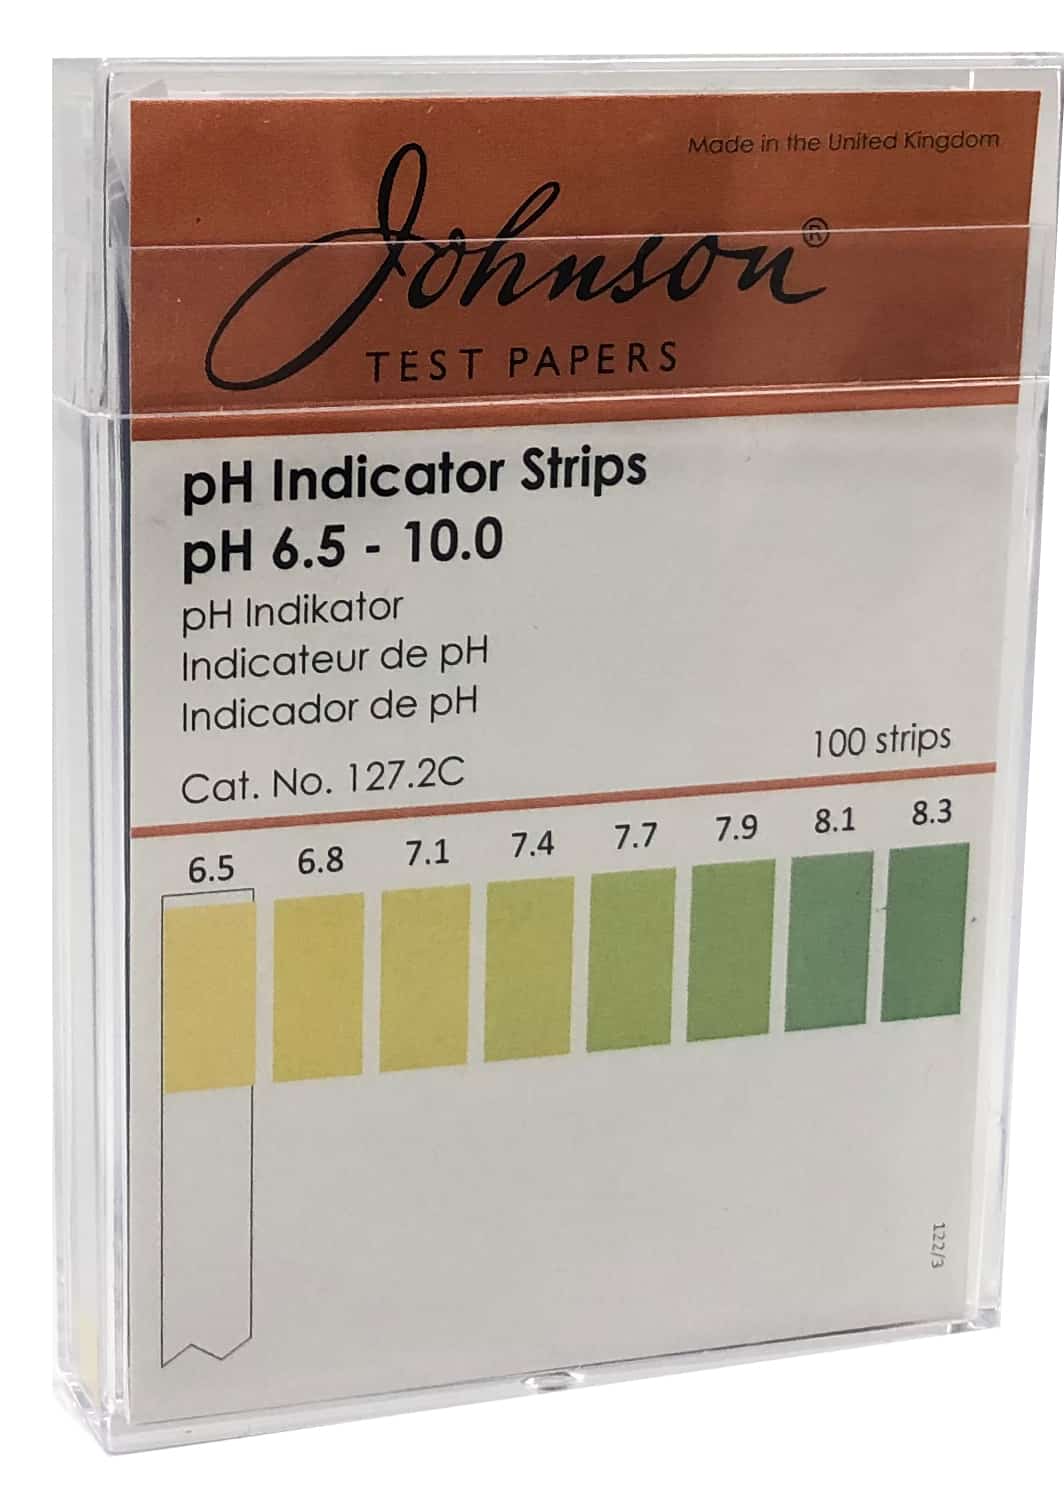 Made in the United Kingdom
Johnson®
TEST PAPERS
pH Indicator Strips
pH 6.5 - 10.0
pH Indikator
Indicateur de pH
Indicador de pH
100 strips
Cat. No. 127.2C
6.5 6.8 7.1 7.4 7.7 7.9 8.1 8.3
122/3